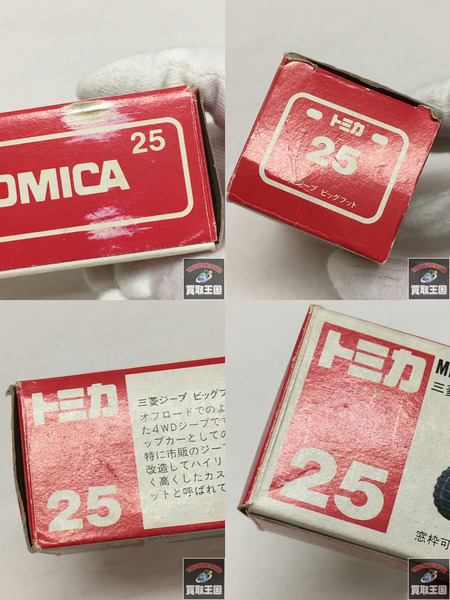 25
OMICA
買取王国
トミカ
25
ジープ ビッグフット
買取王国
トミカ
25
三菱ジープ ビッグフ
オフロードでのよ
た4WDジープです
ップカーとしての
特に市販のジー
改造してハイリ
く高くしたカス
ットと呼ばれて
買取王国
トミカ
25
MI
三菱
窓枠可
買取王国